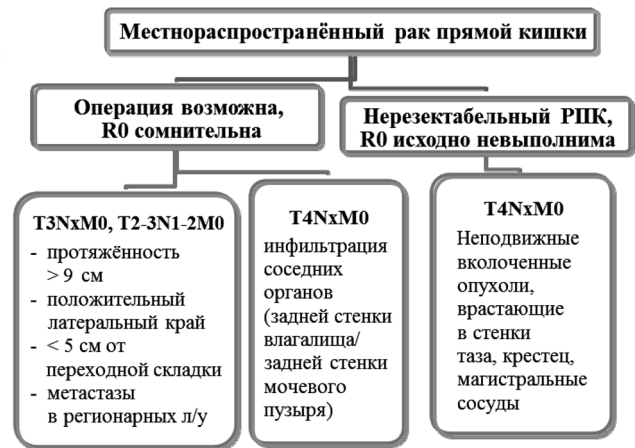 Местнораспространённый рак прямой кишки
Операция возможна,
R0 сомнительна
Нерезектабельный РПК,
R0 исходно невыполнима
T3NxM0, T2-3N1-2M0
- протяжённость
> 9 см
- положительный
латеральный край
- < 5 см от
переходной складки
- метастазы
в регионарных л/у
T4NxM0
инфильтрация
соседних
органов
(задней стенки
влагалища/
задней стенки
мочевого
пузыря)
T4NxM0
Неподвижные
вколоченные
опухоли,
врастающие
в стенки
таза, крестец,
магистральные
сосуды